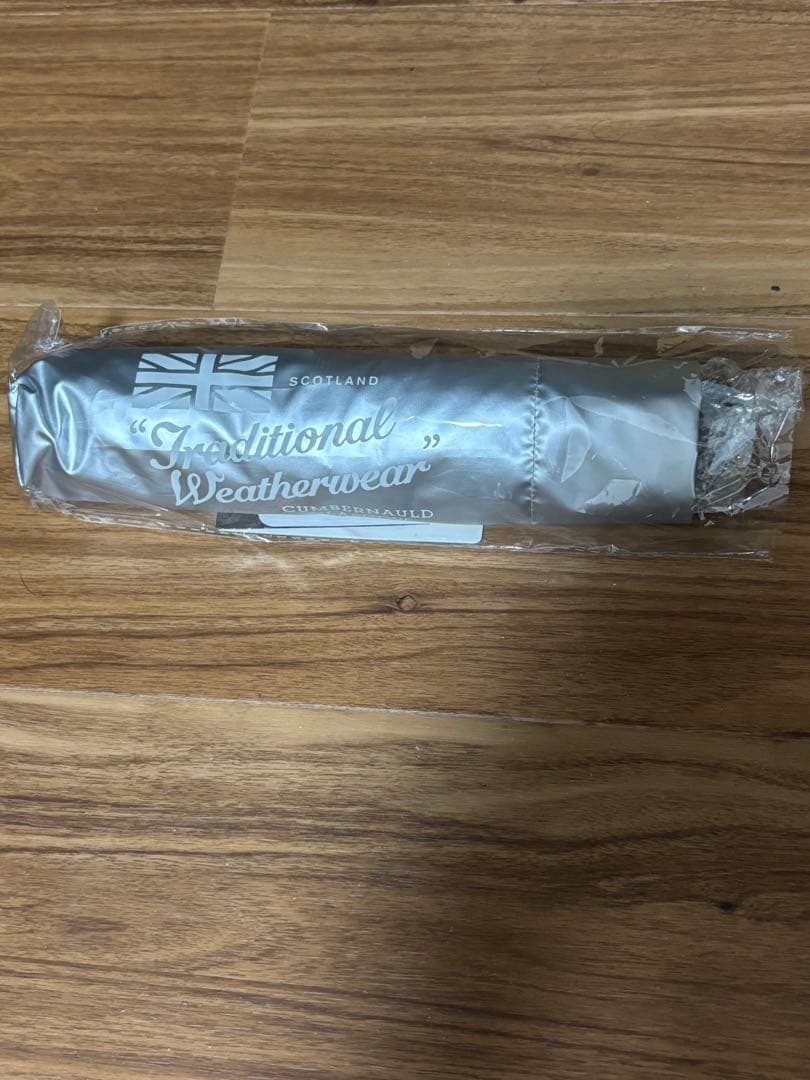 SCOTLAND
“Traditional
Weatherwear”
CUMBERNAULD